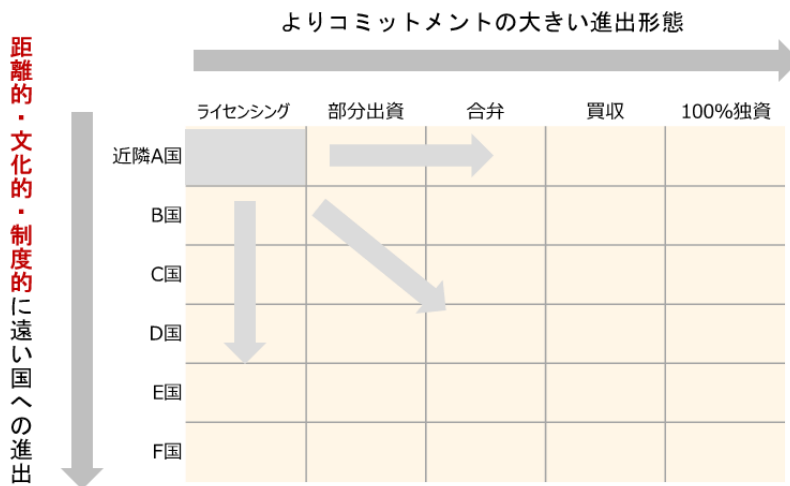 よりコミットメントの大きい進出形態
距離的・文化的・制度的に遠い国への進出
ライセンシング 部分出資 合弁 買収 100%独資
近隣A国
B国
C国
D国
E国
F国